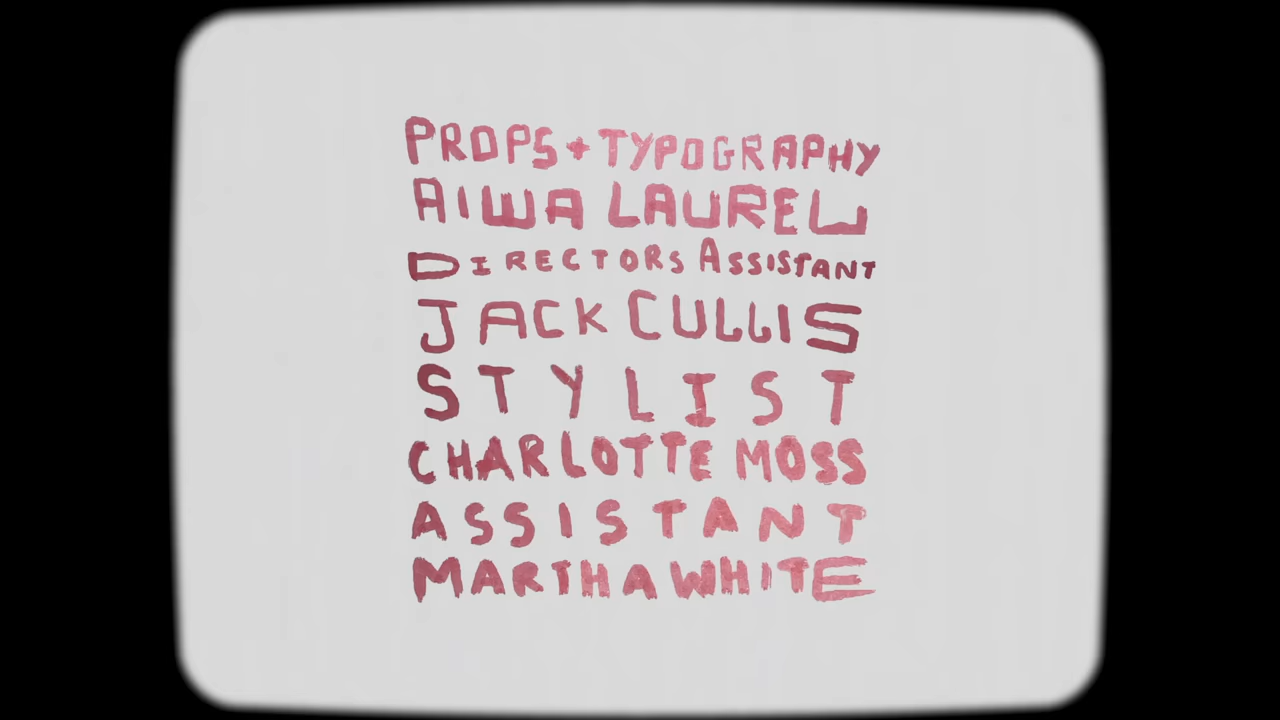 PROPS + TYPOGRAPHY
AIWA LAUREL
DIRECTORS ASSISTANT
JACK CULLIS
STYLIST
CHARLOTTE MOSS
ASSISTANT
MARTHA WHITE